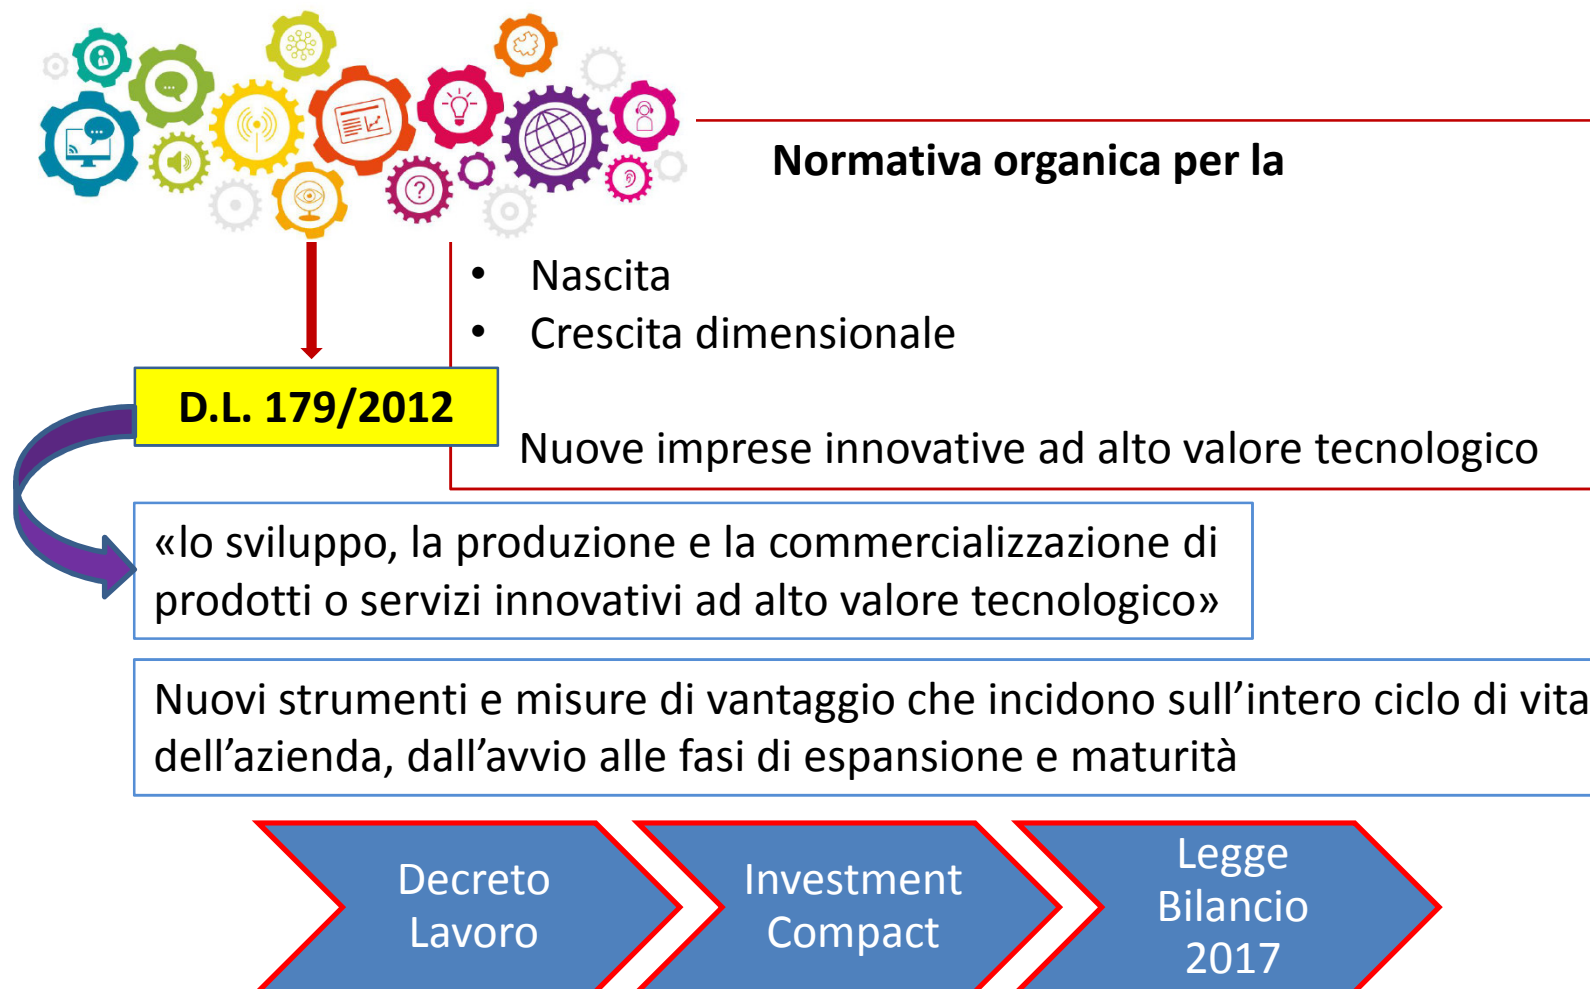 Normativa organica per la
• Nascita
• Crescita dimensionale
D.L. 179/2012
Nuove imprese innovative ad alto valore tecnologico
«lo sviluppo, la produzione e la commercializzazione di
prodotti o servizi innovativi ad alto valore tecnologico»
Nuovi strumenti e misure di vantaggio che incidono sull’intero ciclo di vita
dell’azienda, dall’avvio alle fasi di espansione e maturità
Decreto
Lavoro
Investment
Compact
Legge
Bilancio
2017